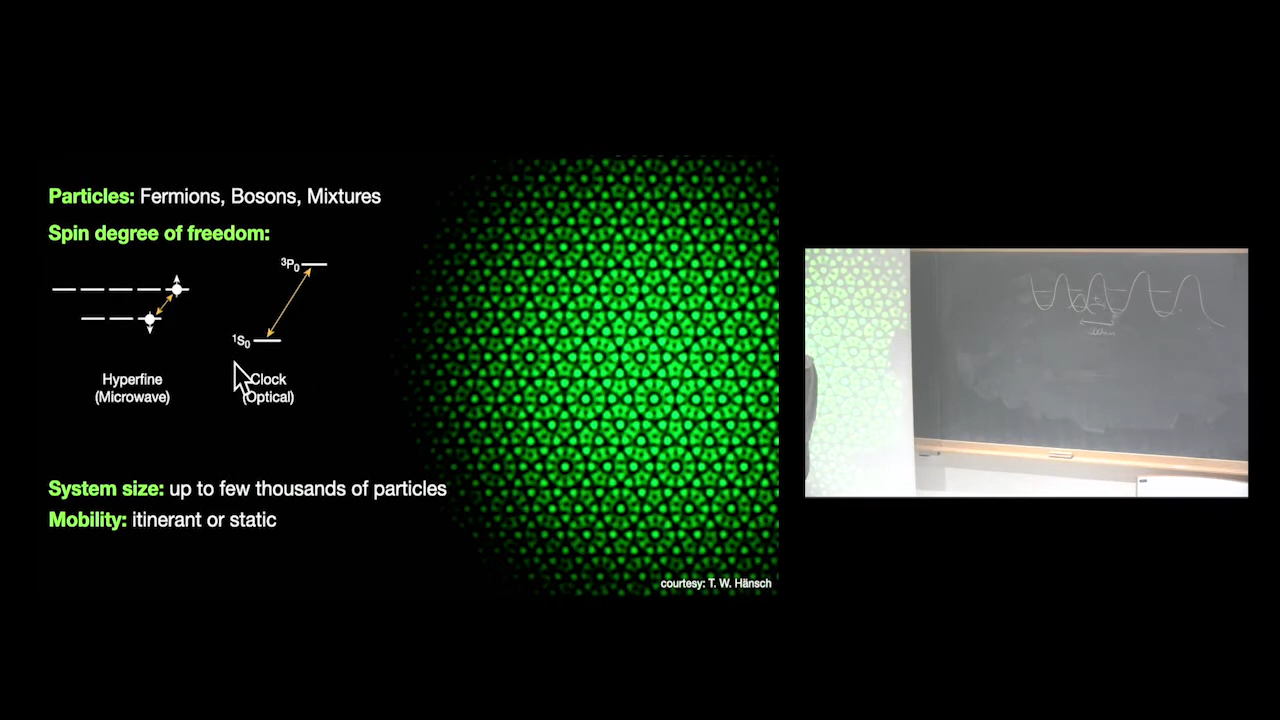 Particles: Fermions, Bosons, Mixtures
Spin degree of freedom:
³P₀
¹S₀
Hyperfine
(Microwave)
Clock
(Optical)
System size: up to few thousands of particles
Mobility: itinerant or static
courtesy: T. W. Hänsch